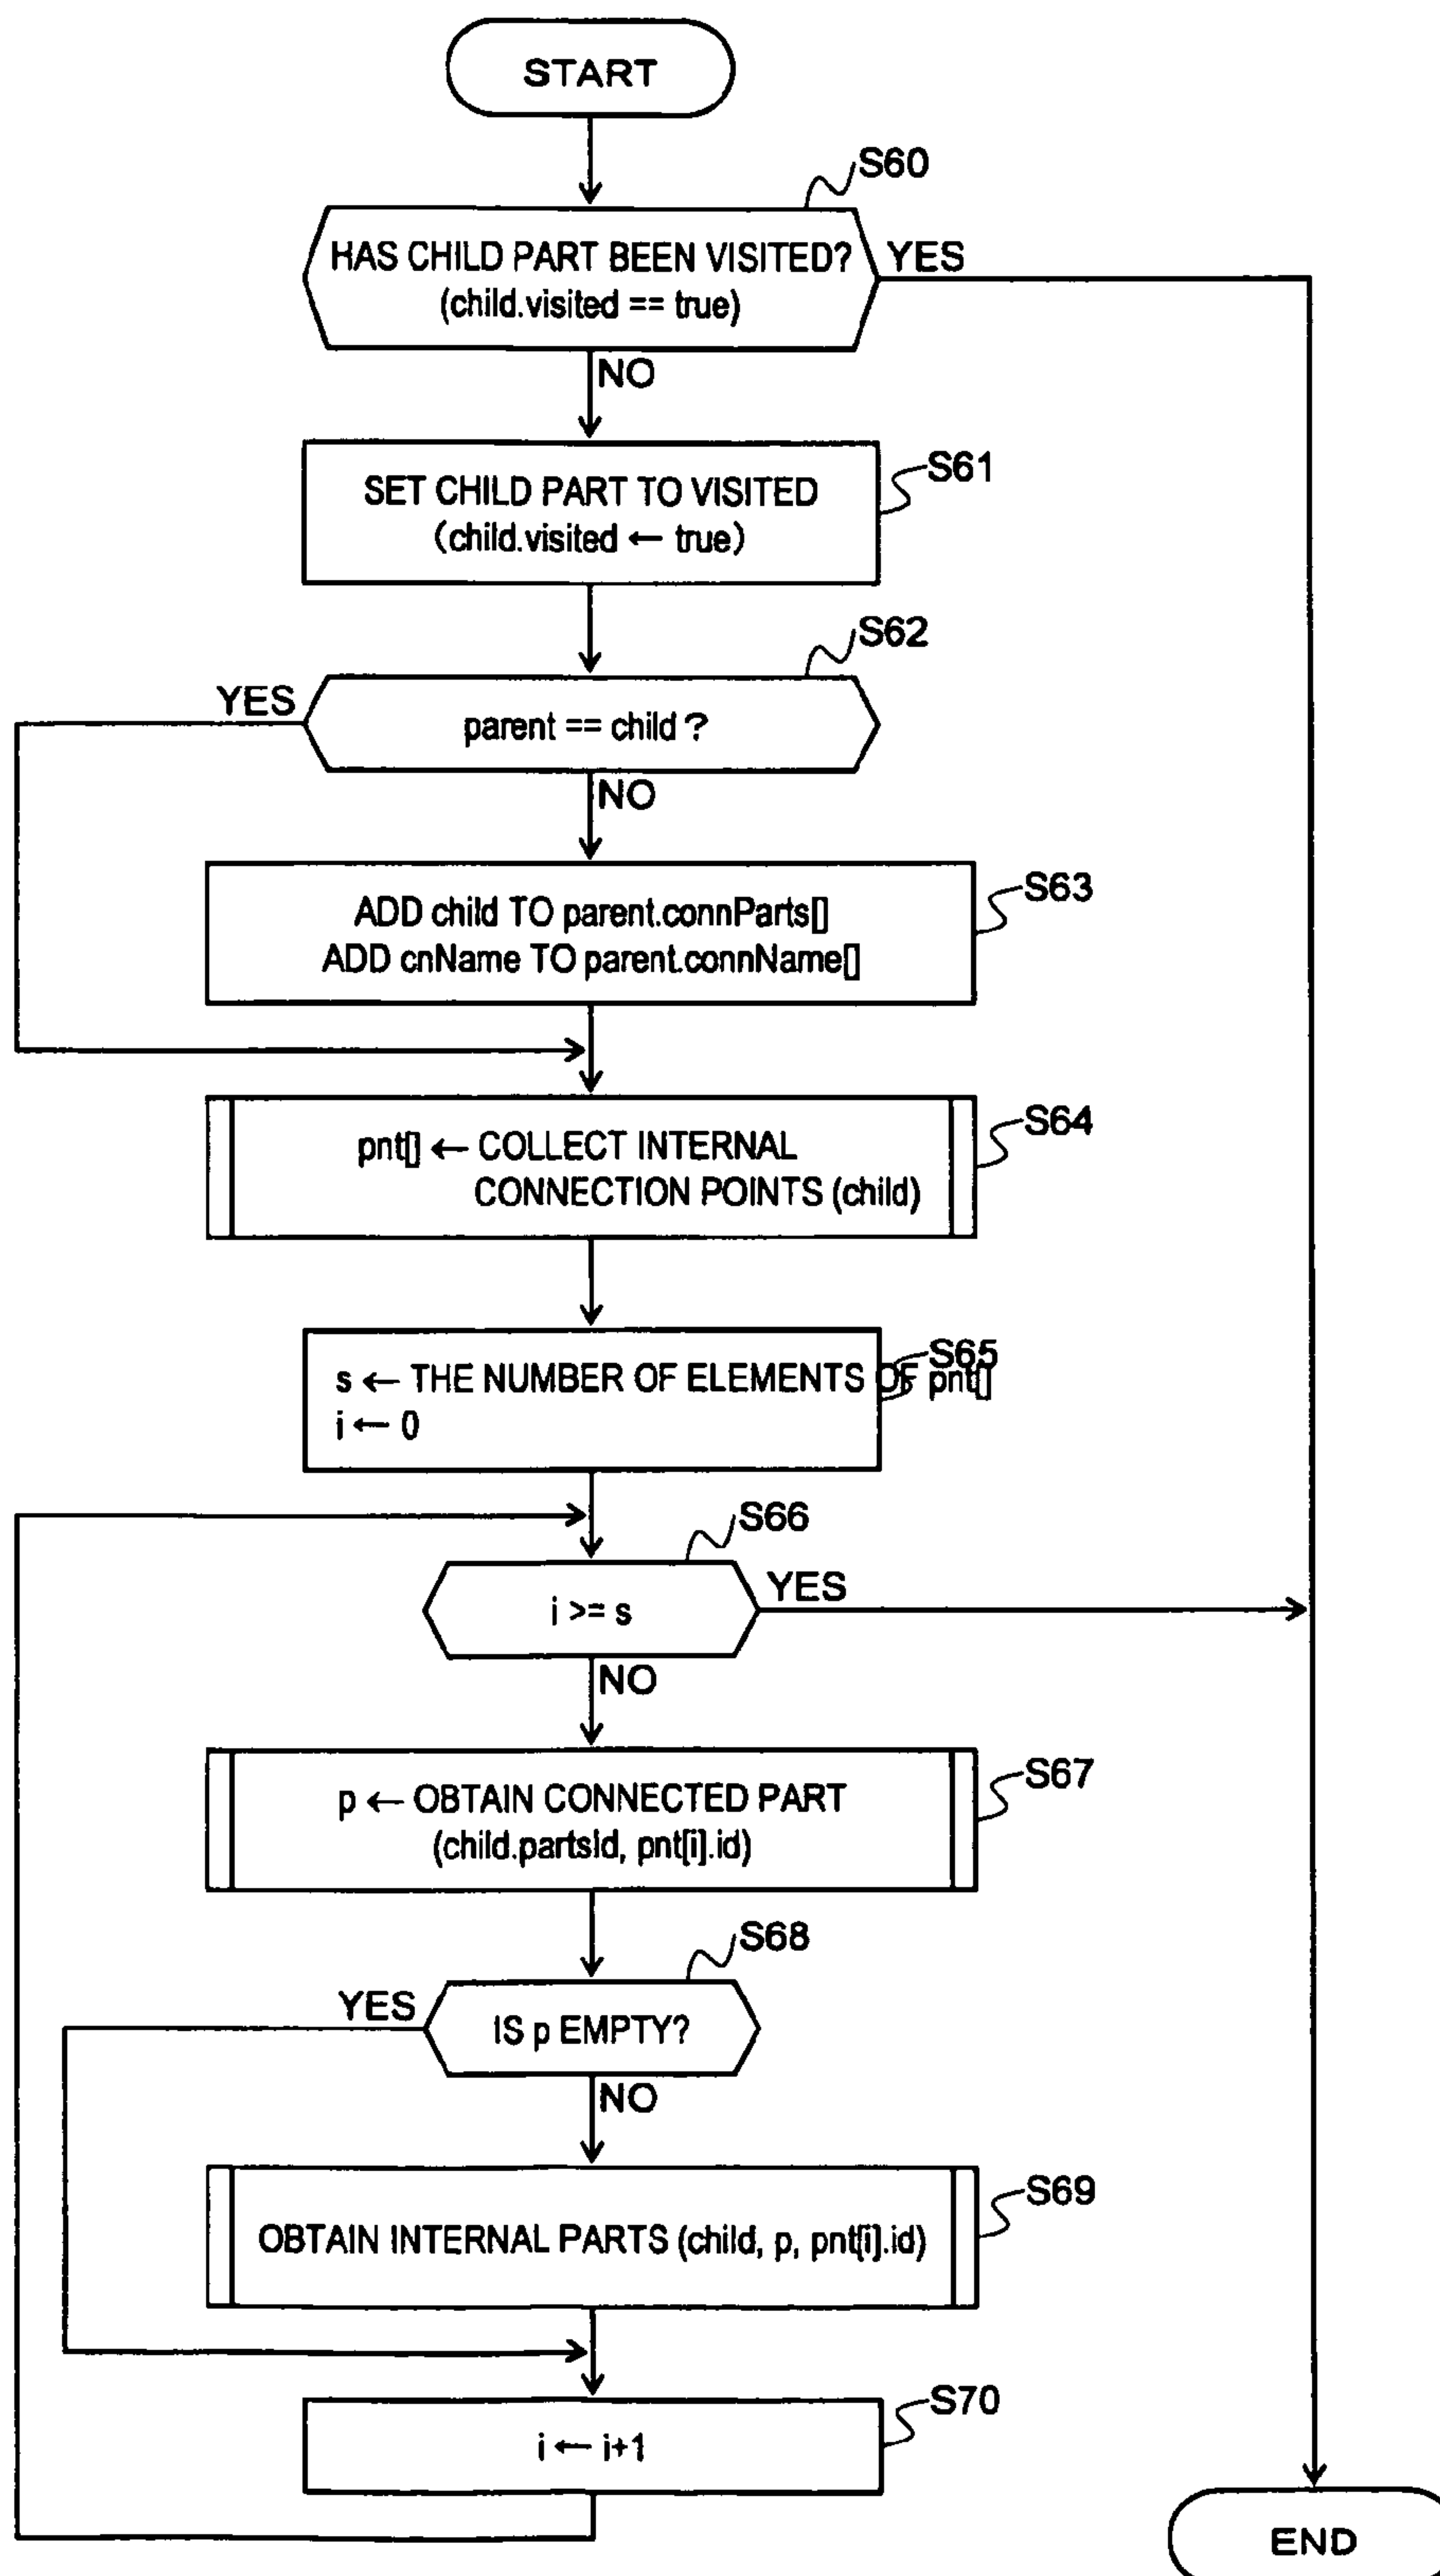 START
S60
HAS CHILD PART BEEN VISITED?
YES
(child.visited == true)
NO
S61
SET CHILD PART TO VISITED
(child.visited ← true)
S62
YES
parent == child ?
NO
S63
ADD child TO parent.connParts[]
ADD cnName TO parent.connName[]
S64
pnt[] ← COLLECT INTERNAL
CONNECTION POINTS (child)
S65
s ← THE NUMBER OF ELEMENTS OF pnt[]
i ← 0
S66
YES
i >= s
NO
S67
p ← OBTAIN CONNECTED PART
(child.partsId, pnt[i].id)
S68
YES
IS p EMPTY?
NO
S69
OBTAIN INTERNAL PARTS (child, p, pnt[i].id)
S70
i ← i+1
END